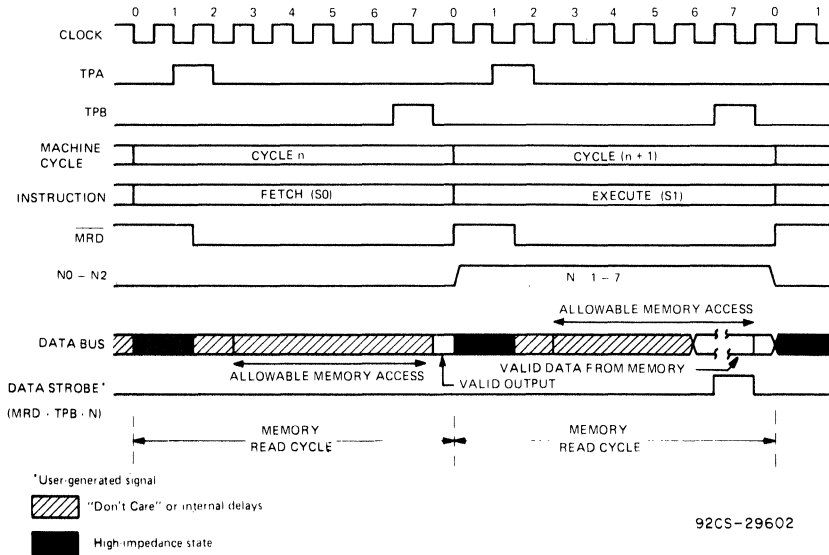 0 1 2 3 4 5 6 7 0 1 2 3 4 5 6 7 0 1
CLOCK
TPA
TPB
MACHINE
CYCLE
CYCLE n
CYCLE (n + 1)
INSTRUCTION
FETCH (S0)
EXECUTE (S1)
MRD
N0 – N2
N 1 – 7
ALLOWABLE MEMORY ACCESS
DATA BUS
ALLOWABLE MEMORY ACCESS
VALID DATA FROM MEMORY
VALID OUTPUT
DATA STROBE*
(MRD · TPB · N)
MEMORY
READ CYCLE
MEMORY
READ CYCLE
*User-generated signal
"Don't Care" or internal delays
High-impedance state
92CS-29602